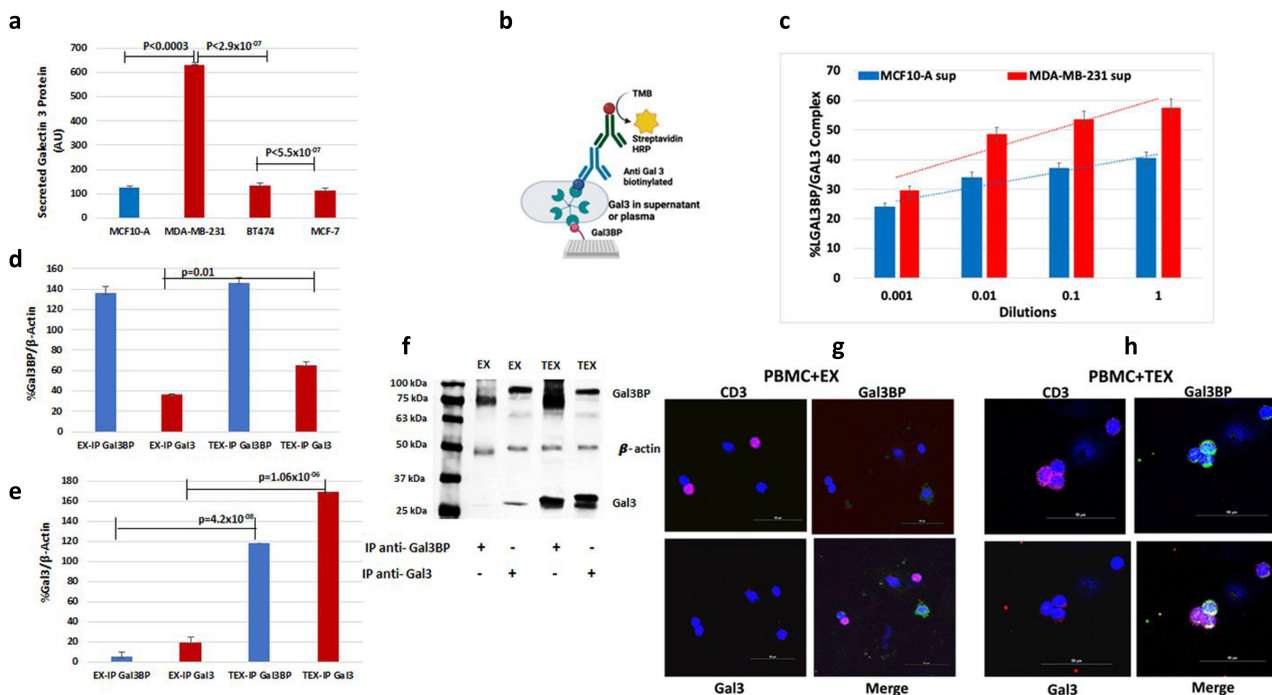 a
P<0.0003
P<2.9x10⁻⁰⁷
P<5.5x10⁻⁰⁷
Secreted Galectin 3 Protein
(AU)
700
600
500
400
300
200
100
0
MCF10-A MDA-MB-231 BT474 MCF-7
b
TMB
Streptavidin
HRP
Anti Gal 3
biotinylated
Gal3 in supernatant
or plasma
Gal3BP
c
MCF10-A sup MDA-MB-231 sup
%LGAL3BP/GAL3 Complex
70
60
50
40
30
20
10
0
0.001 0.01 0.1 1
Dilutions
d
p=0.01
%Gal3BP/β-Actin
160
140
120
100
80
60
40
20
0
EX-IP Gal3BP EX-IP Gal3 TEX-IP Gal3BP TEX-IP Gal3
e
p=1.06x10⁻⁰⁶
p=4.2x10⁻⁰⁸
%Gal3/β-Actin
180
160
140
120
100
80
60
40
20
0
EX-IP Gal3BP EX-IP Gal3 TEX-IP Gal3BP TEX-IP Gal3
f
EX EX TEX TEX
100 kDa
75 kDa
63 kDa
50 kDa
37 kDa
25 kDa
Gal3BP
β-actin
Gal3
IP anti- Gal3BP + - + -
IP anti- Gal3 - + - +
g
PBMC+EX
CD3 Gal3BP
Gal3 Merge
h
PBMC+TEX
CD3 Gal3BP
Gal3 Merge